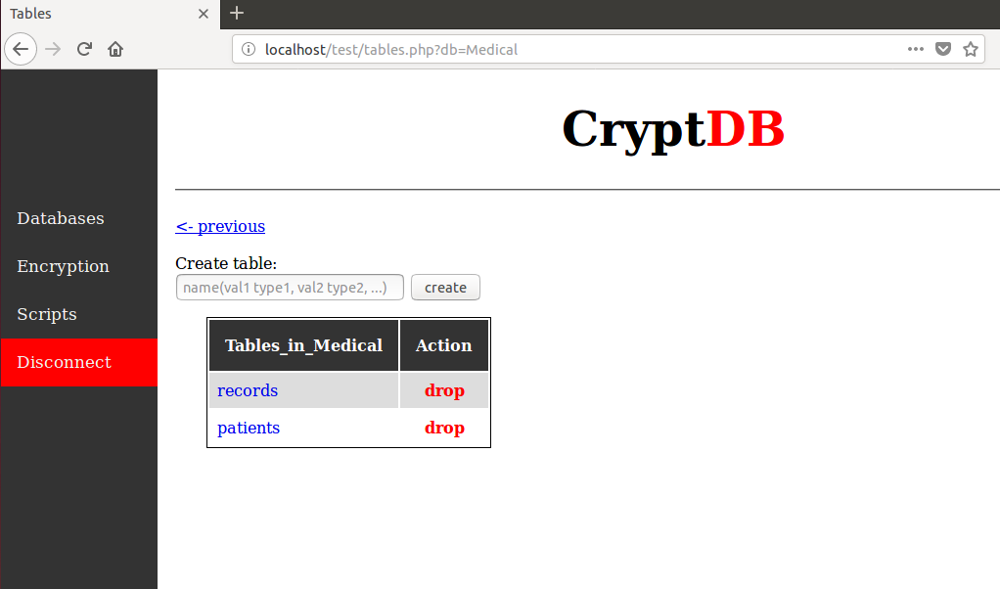 Tables
localhost/test/tables.php?db=Medical
CryptDB
Databases
Encryption
Scripts
Disconnect
<- previous
Create table:
name(val1 type1, val2 type2, ...) create
Tables_in_Medical Action
records drop
patients drop